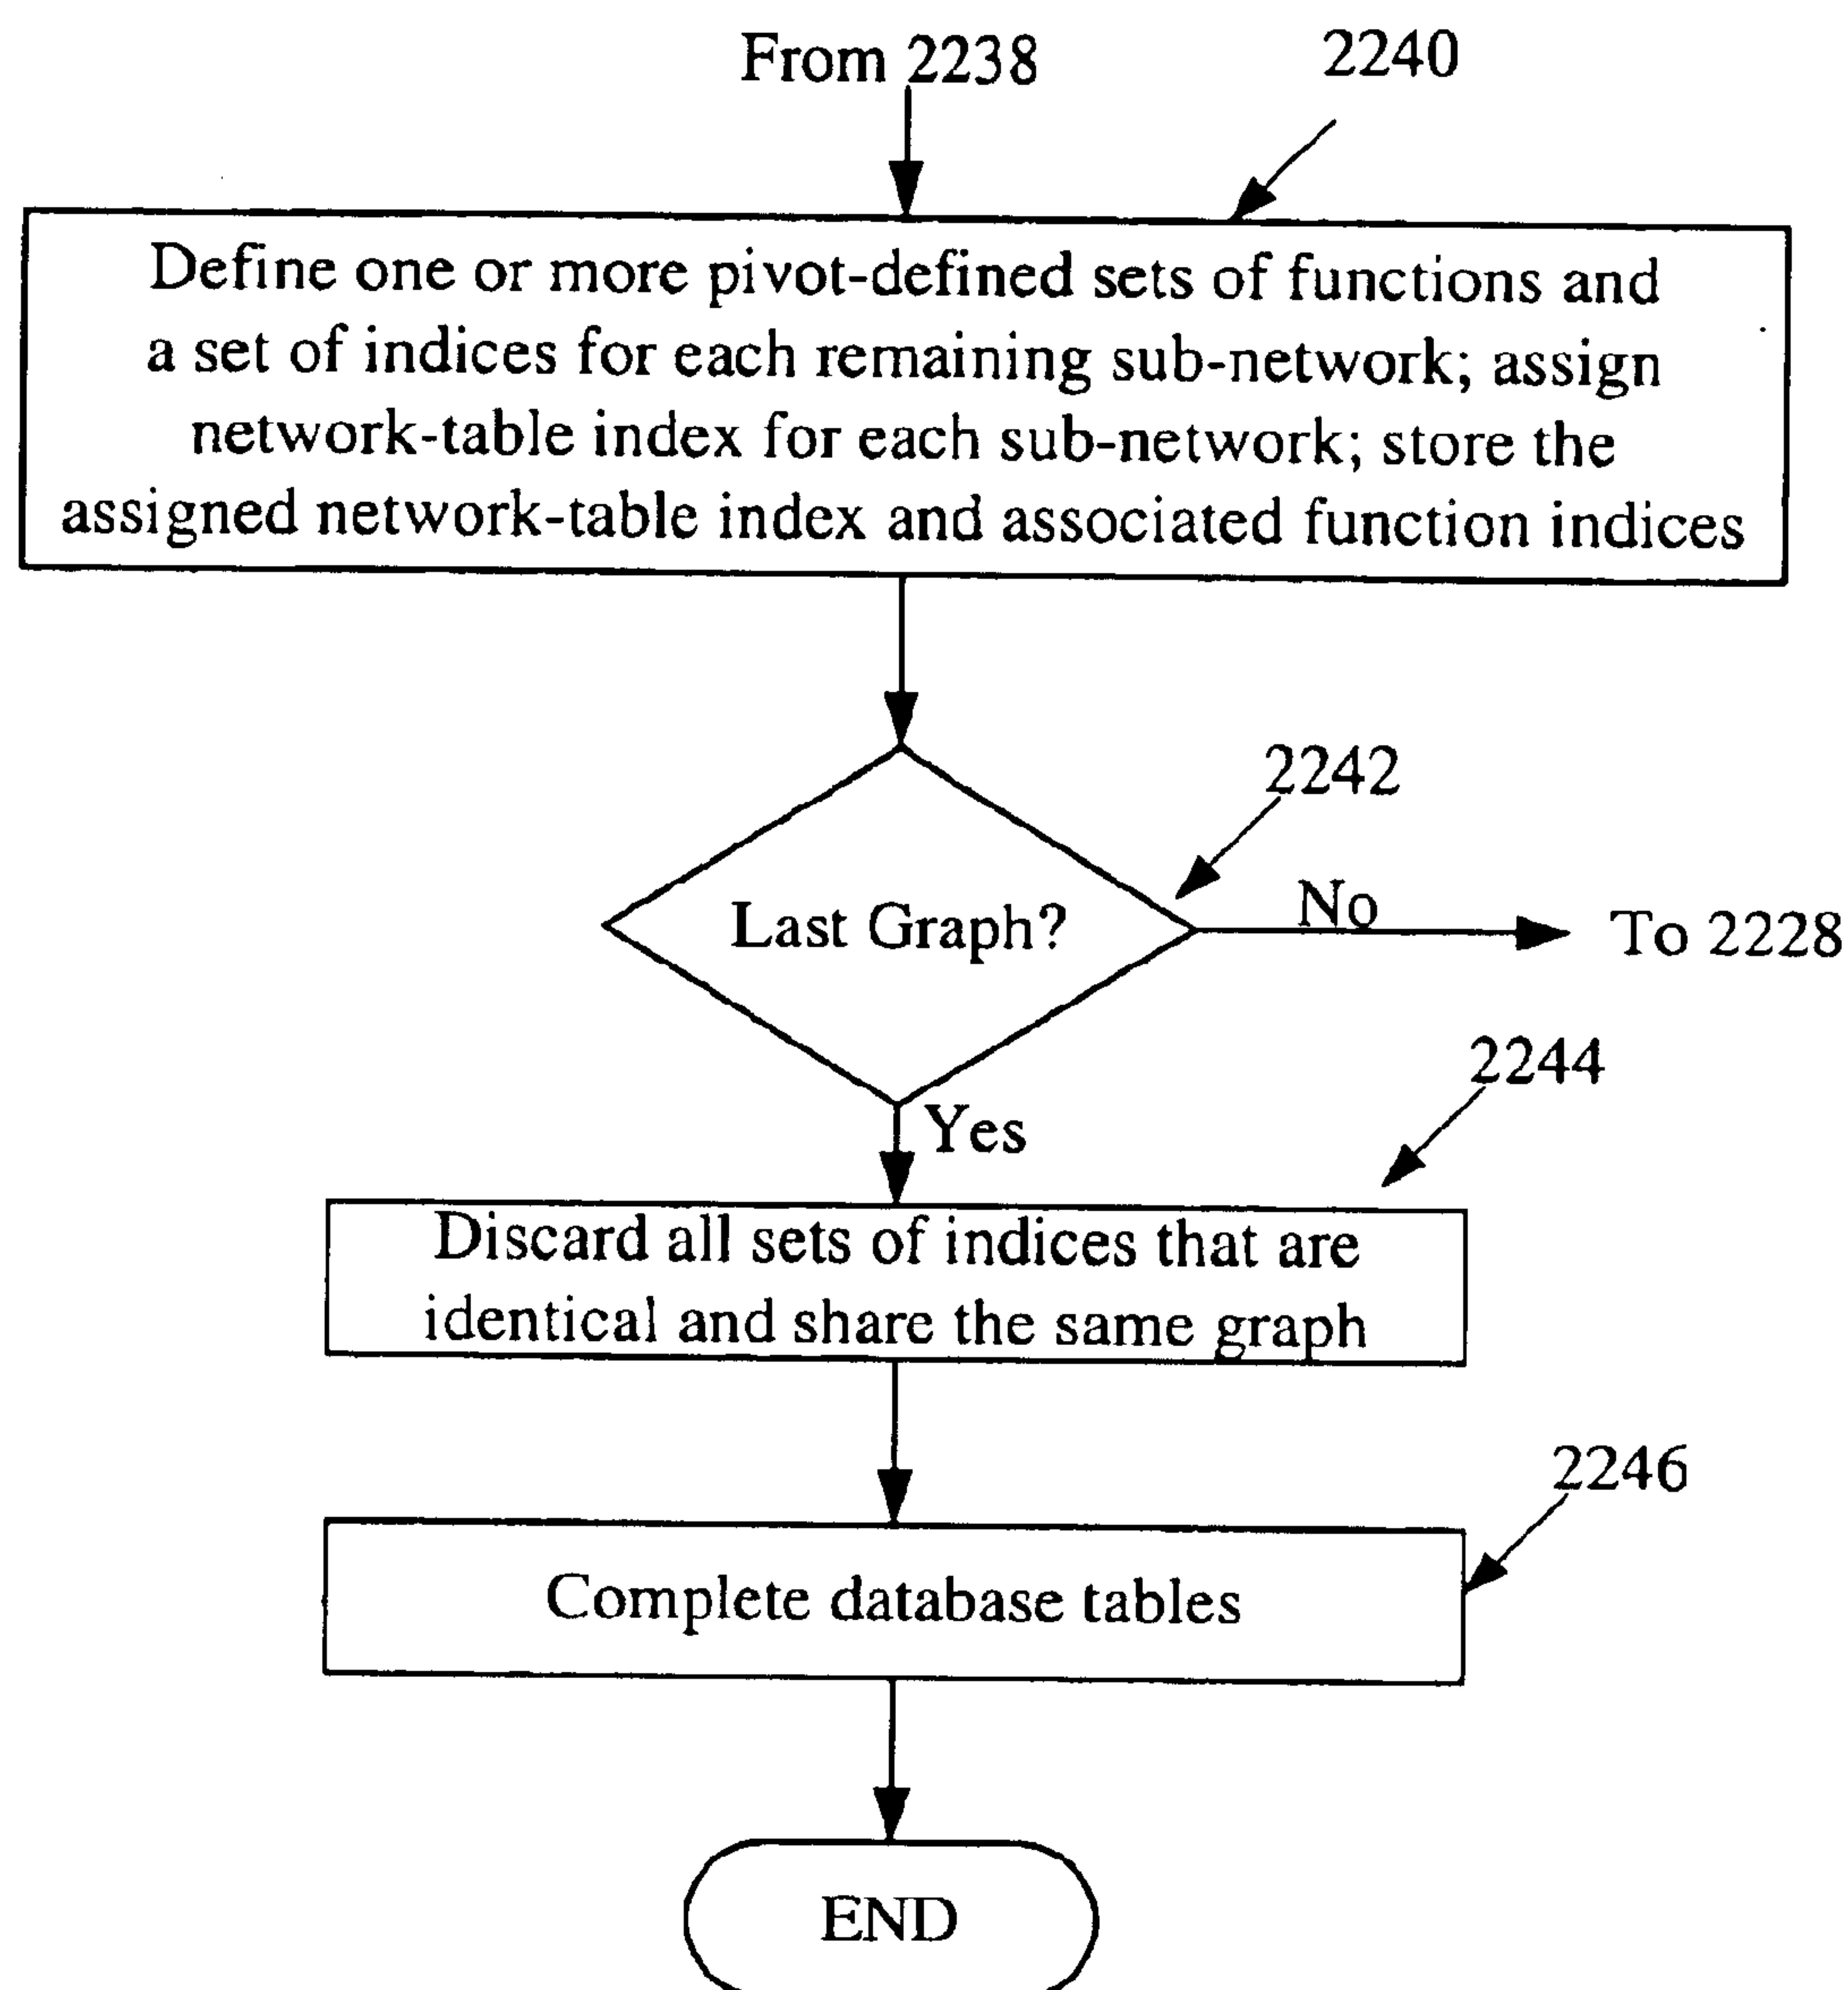 From 2238
2240
Define one or more pivot-defined sets of functions and
a set of indices for each remaining sub-network; assign
network-table index for each sub-network; store the
assigned network-table index and associated function indices
2242
Last Graph?
No
To 2228
Yes
2244
Discard all sets of indices that are
identical and share the same graph
2246
Complete database tables
END